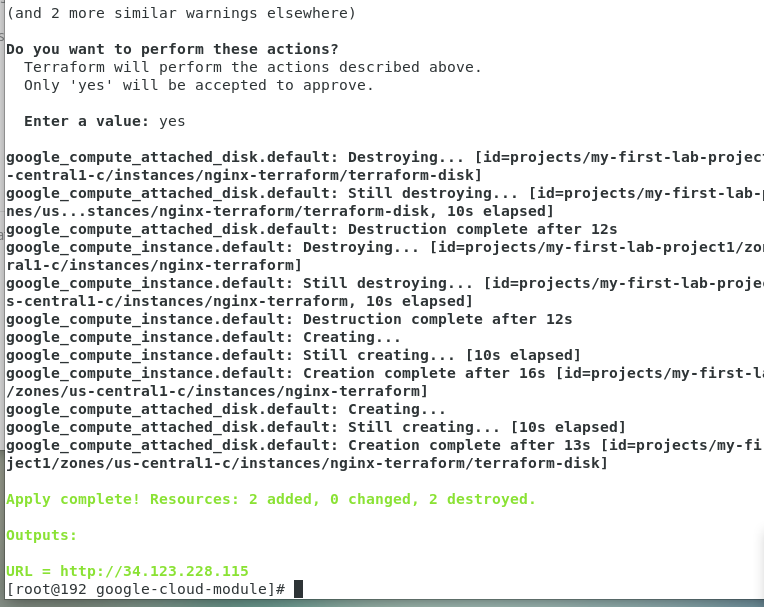 (and 2 more similar warnings elsewhere)
Do you want to perform these actions?
Terraform will perform the actions described above.
Only 'yes' will be accepted to approve.
Enter a value: yes
google_compute_attached_disk.default: Destroying... [id=projects/my-first-lab-project
-central1-c/instances/nginx-terraform/terraform-disk]
google_compute_attached_disk.default: Still destroying... [id=projects/my-first-lab-p
nes/us...stances/nginx-terraform/terraform-disk, 10s elapsed]
google_compute_attached_disk.default: Destruction complete after 12s
google_compute_instance.default: Destroying... [id=projects/my-first-lab-project1/zon
ral1-c/instances/nginx-terraform]
google_compute_instance.default: Still destroying... [id=projects/my-first-lab-projec
s-central1-c/instances/nginx-terraform, 10s elapsed]
google_compute_instance.default: Destruction complete after 12s
google_compute_instance.default: Creating...
google_compute_instance.default: Still creating... [10s elapsed]
google_compute_instance.default: Creation complete after 16s [id=projects/my-first-la
/zones/us-central1-c/instances/nginx-terraform]
google_compute_attached_disk.default: Creating...
google_compute_attached_disk.default: Still creating... [10s elapsed]
google_compute_attached_disk.default: Creation complete after 13s [id=projects/my-fi
ject1/zones/us-central1-c/instances/nginx-terraform/terraform-disk]
Apply complete! Resources: 2 added, 0 changed, 2 destroyed.
Outputs:
URL = http://34.123.228.115
[root@192 google-cloud-module]#